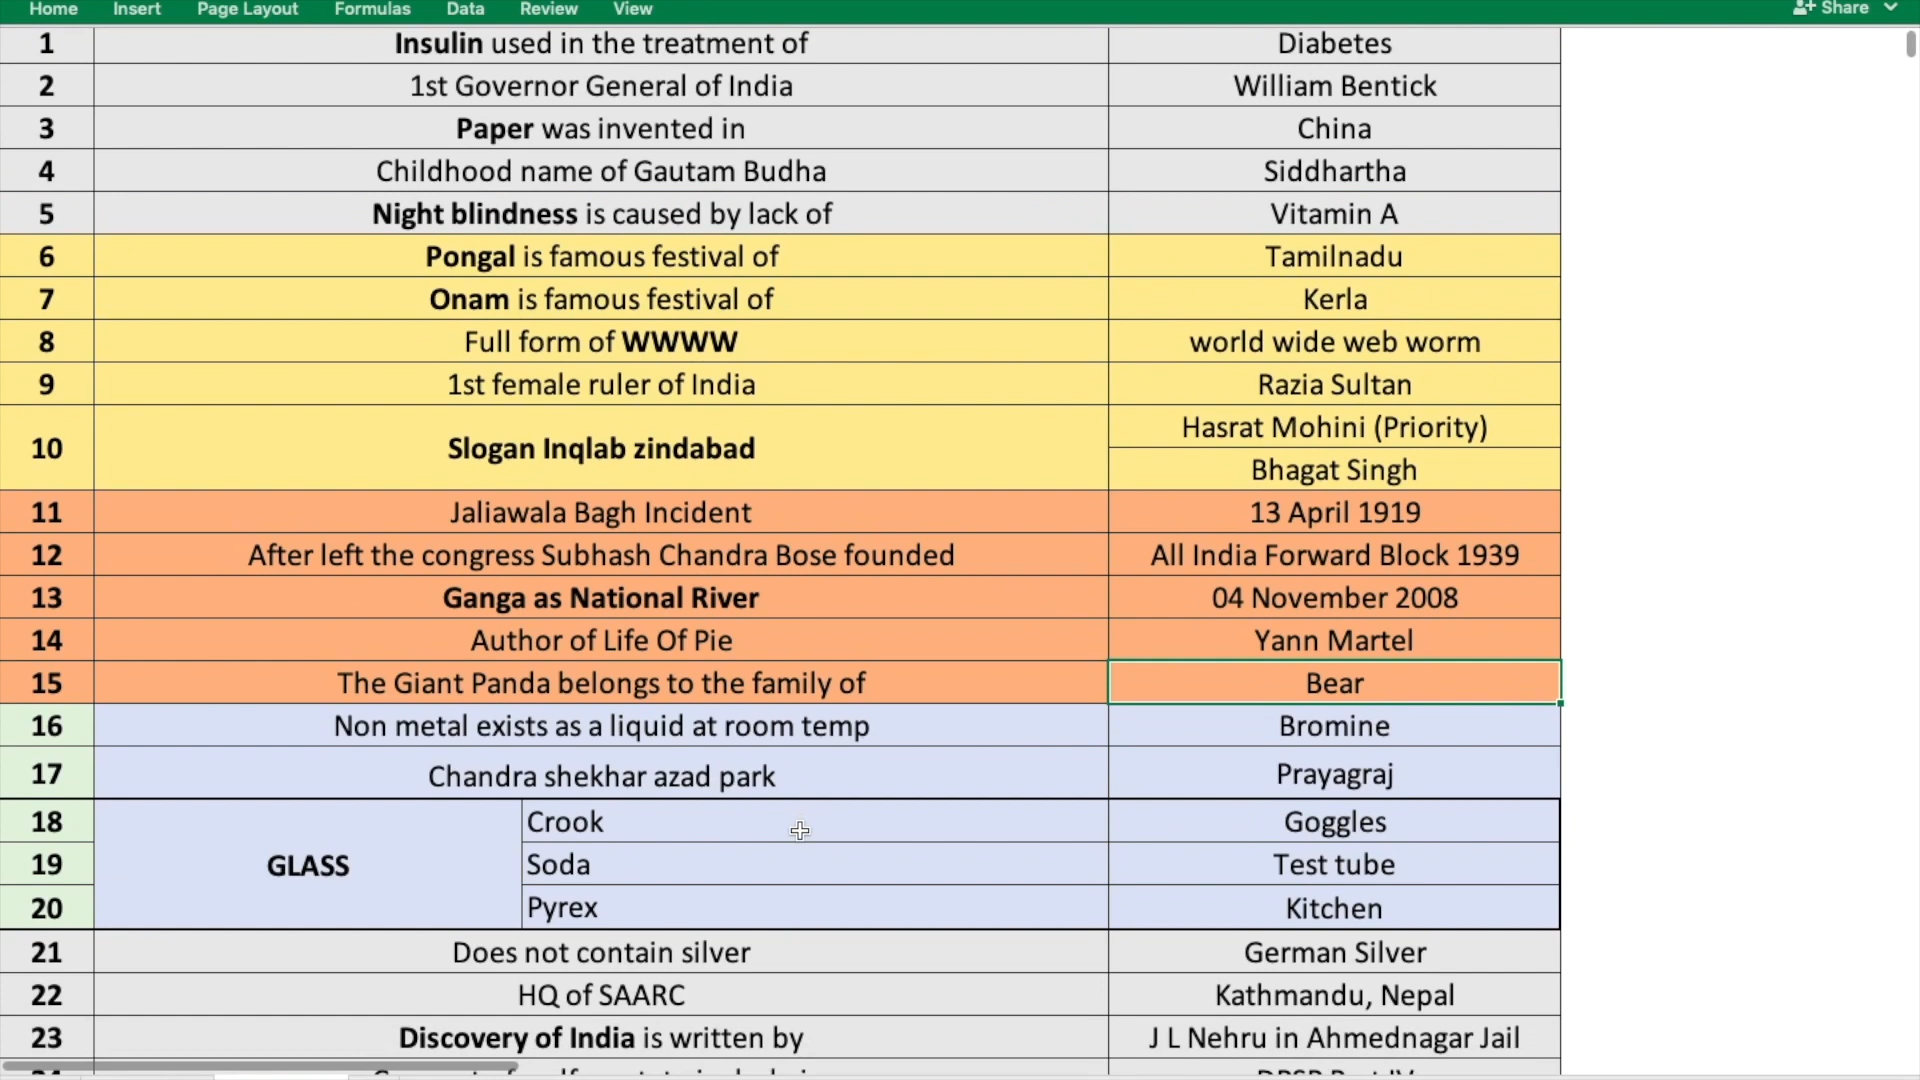 Home Insert Page Layout Formulas Data Review View Share
1 Insulin used in the treatment of Diabetes
2 1st Governor General of India William Bentick
3 Paper was invented in China
4 Childhood name of Gautam Budha Siddhartha
5 Night blindness is caused by lack of Vitamin A
6 Pongal is famous festival of Tamilnadu
7 Onam is famous festival of Kerla
8 Full form of WWWW world wide web worm
9 1st female ruler of India Razia Sultan
10 Slogan Inqlab zindabad Hasrat Mohini (Priority)
Bhagat Singh
11 Jaliawala Bagh Incident 13 April 1919
12 After left the congress Subhash Chandra Bose founded All India Forward Block 1939
13 Ganga as National River 04 November 2008
14 Author of Life Of Pie Yann Martel
15 The Giant Panda belongs to the family of Bear
16 Non metal exists as a liquid at room temp Bromine
17 Chandra shekhar azad park Prayagraj
18 Crook Goggles
19 GLASS Soda Test tube
20 Pyrex Kitchen
21 Does not contain silver German Silver
22 HQ of SAARC Kathmandu, Nepal
23 Discovery of India is written by J L Nehru in Ahmednagar Jail